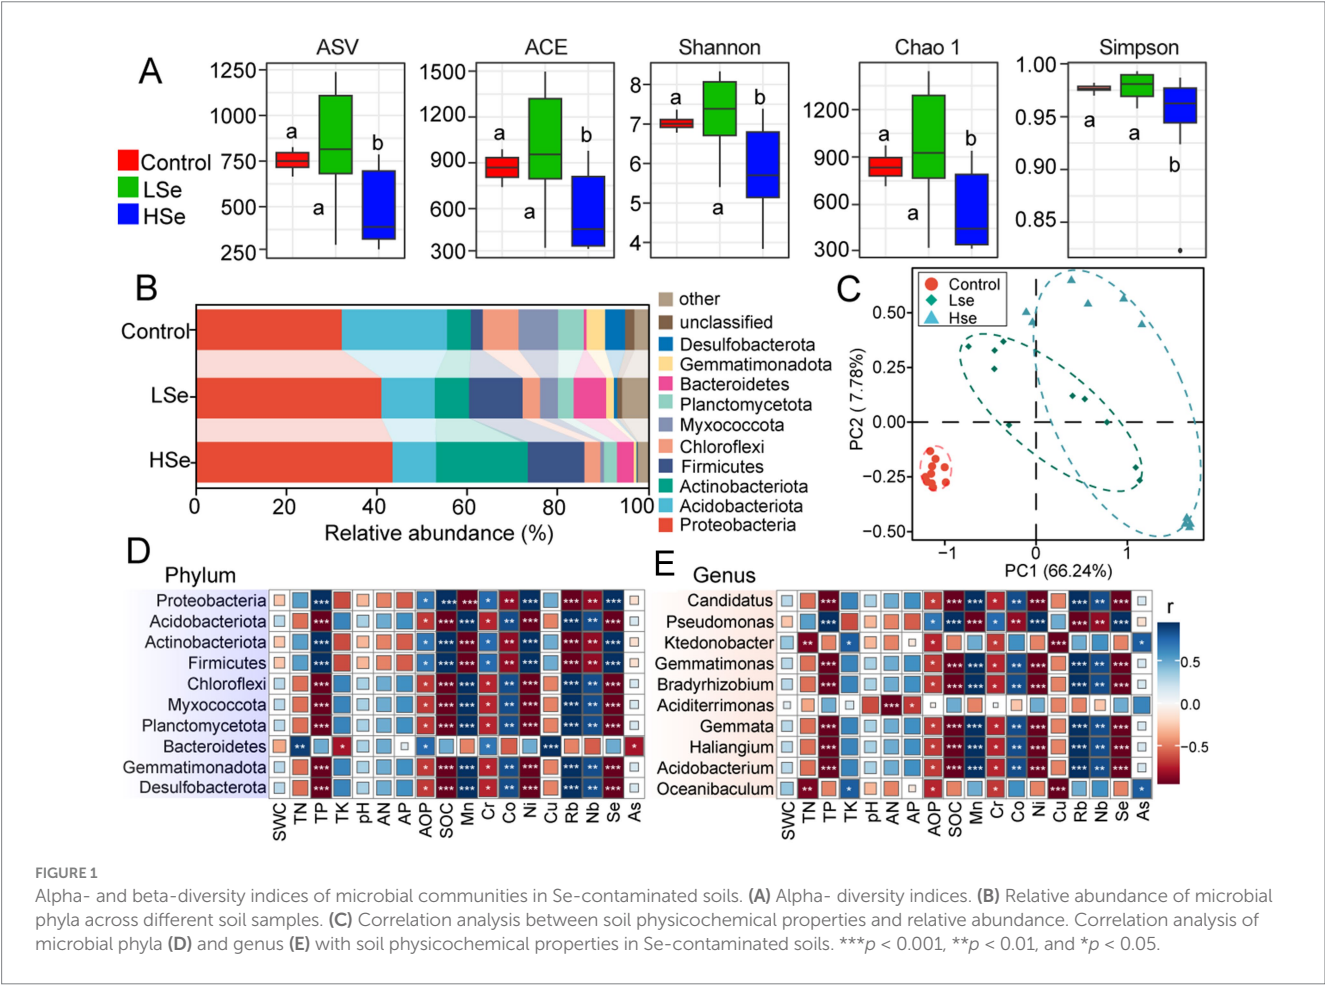 A
ASV
ACE
Shannon
Chao 1
Simpson
Control
LSe
HSe
1250
1000
750
500
250
a
a
b
1500
1200
900
600
300
a
a
b
8
7
6
5
4
a
a
b
1200
900
600
300
a
a
b
1.00
0.95
0.90
0.85
a
a
b
B
Control
LSe
HSe
0
20
40
60
80
100
Relative abundance (%)
other
unclassified
Desulfobacterota
Gemmatimonadota
Bacteroidetes
Planctomycetota
Myxococcota
Chloroflexi
Firmicutes
Actinobacteriota
Acidobacteriota
Proteobacteria
C
Control
Lse
Hse
PC2 ( 7.78%)
0.50
0.25
0.00
−0.25
−0.50
−1
0
1
PC1 (66.24%)
D
Phylum
Proteobacteria
Acidobacteriota
Actinobacteriota
Firmicutes
Chloroflexi
Myxococcota
Planctomycetota
Bacteroidetes
Gemmatimonadota
Desulfobacterota
SWC
TN
TP
TK
pH
AN
AP
AOP
SOC
Mn
Cr
Co
Ni
Cu
Rb
Nb
Se
As
E
Genus
Candidatus
Pseudomonas
Ktedonobacter
Gemmatimonas
Bradyrhizobium
Aciditerrimonas
Gemmata
Haliangium
Acidobacterium
Oceanibaculum
SWC
TN
TP
TK
pH
AN
AP
AOP
SOC
Mn
Cr
Co
Ni
Cu
Rb
Nb
Se
As
r
0.5
0.0
−0.5
FIGURE 1
Alpha- and beta-diversity indices of microbial communities in Se-contaminated soils. (A) Alpha- diversity indices. (B) Relative abundance of microbial
phyla across different soil samples. (C) Correlation analysis between soil physicochemical properties and relative abundance. Correlation analysis of
microbial phyla (D) and genus (E) with soil physicochemical properties in Se-contaminated soils. ***p < 0.001, **p < 0.01, and *p < 0.05.